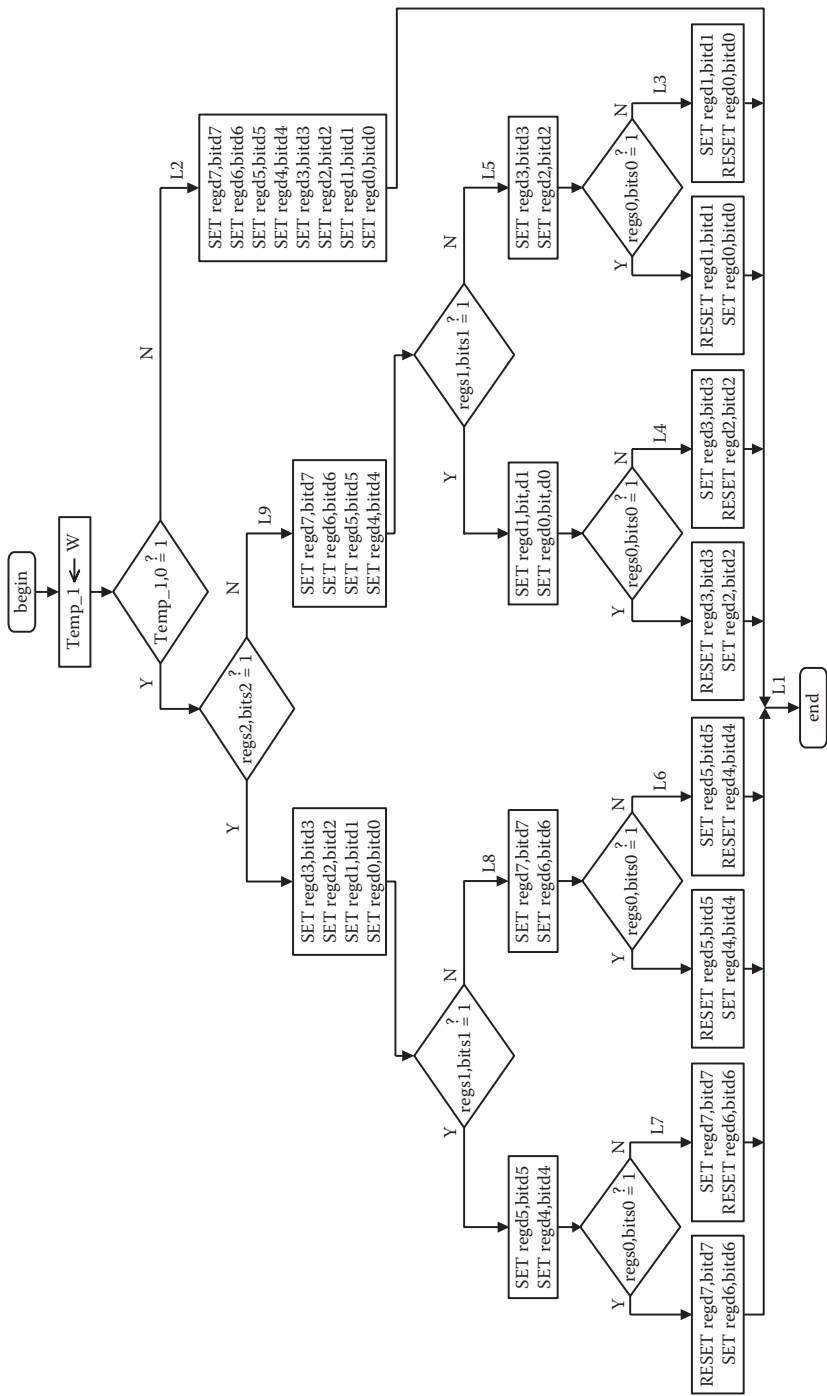 begin
Temp_1 ← W
Temp_1,0 ≟ 1
Y
N
L2
regs2,bits2 ≟ 1
SET regd7,bitd7
SET regd6,bitd6
SET regd5,bitd5
SET regd4,bitd4
SET regd3,bitd3
SET regd2,bitd2
SET regd1,bitd1
SET regd0,bitd0
Y
N
L9
SET regd3,bitd3
SET regd2,bitd2
SET regd1,bitd1
SET regd0,bitd0
SET regd7,bitd7
SET regd6,bitd6
SET regd5,bitd5
SET regd4,bitd4
regs1,bits1 ≟ 1
Y
N
L8
regs1,bits1 ≟ 1
Y
N
L5
SET regd5,bitd5
SET regd4,bitd4
SET regd7,bitd7
SET regd6,bitd6
SET regd1,bit,d1
SET regd0,bit,d0
SET regd3,bitd3
SET regd2,bitd2
regs0,bits0 ≟ 1
Y
N
L7
regs0,bits0 ≟ 1
Y
N
L6
regs0,bits0 ≟ 1
Y
N
L4
regs0,bits0 ≟ 1
Y
N
L3
RESET regd7,bitd7
SET regd6,bitd6
SET regd7,bitd7
RESET regd6,bitd6
RESET regd5,bitd5
SET regd4,bitd4
SET regd5,bitd5
RESET regd4,bitd4
RESET regd3,bitd3
SET regd2,bitd2
SET regd3,bitd3
RESET regd2,bitd2
RESET regd1,bitd1
SET regd0,bitd0
SET regd1,bitd1
RESET regd0,bitd0
L1
end